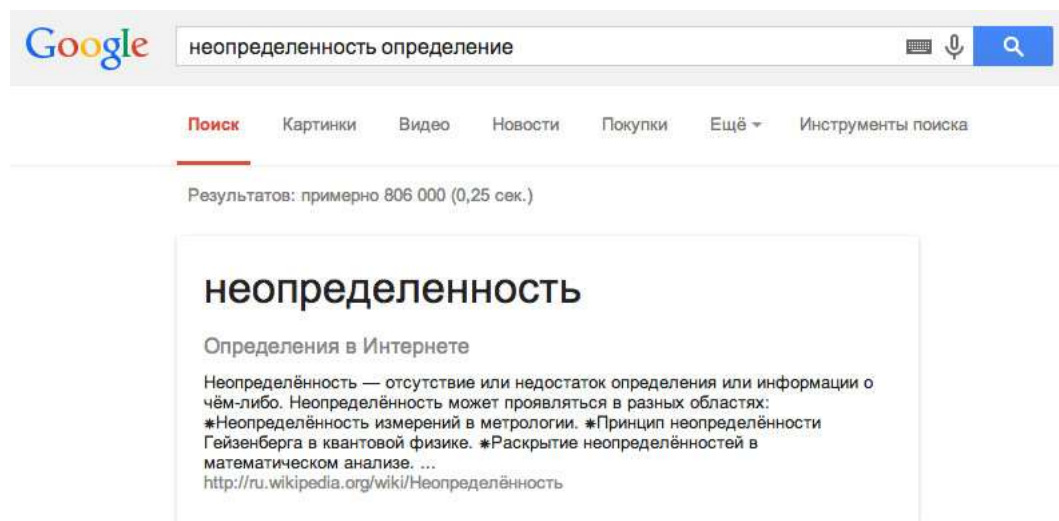 Google неопределенность определение
Поиск Картинки Видео Новости Покупки Ещё Инструменты поиска
Результатов: примерно 806 000 (0,25 сек.)
неопределенность
Определения в Интернете
Неопределённость — отсутствие или недостаток определения или информации о
чём-либо. Неопределённость может проявляться в разных областях:
⁕Неопределённость измерений в метрологии. ⁕Принцип неопределённости
Гейзенберга в квантовой физике. ⁕Раскрытие неопределённостей в
математическом анализе. ...
http://ru.wikipedia.org/wiki/Неопределённость